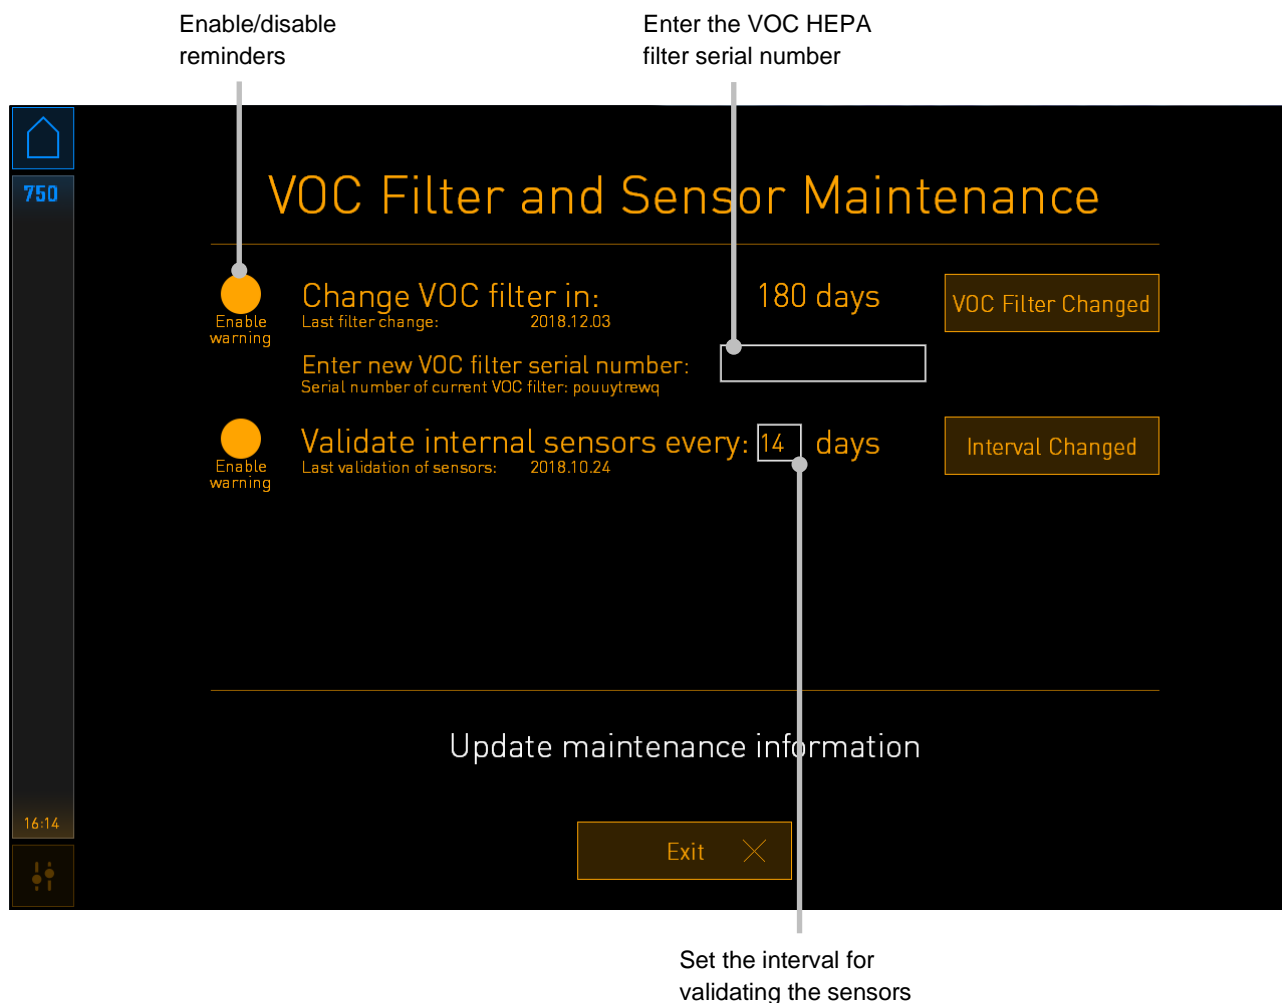 Enable/disable
reminders
Enter the VOC HEPA
filter serial number
750
VOC Filter and Sensor Maintenance
Change VOC filter in:
180 days
VOC Filter Changed
Last filter change: 2018.12.03
Enable
warning
Enter new VOC filter serial number:
Serial number of current VOC filter: pouuytrewq
Validate internal sensors every: 14 days
Interval Changed
Last validation of sensors: 2018.10.24
Enable
warning
Update maintenance information
16:14
Exit
Set the interval for
validating the sensors